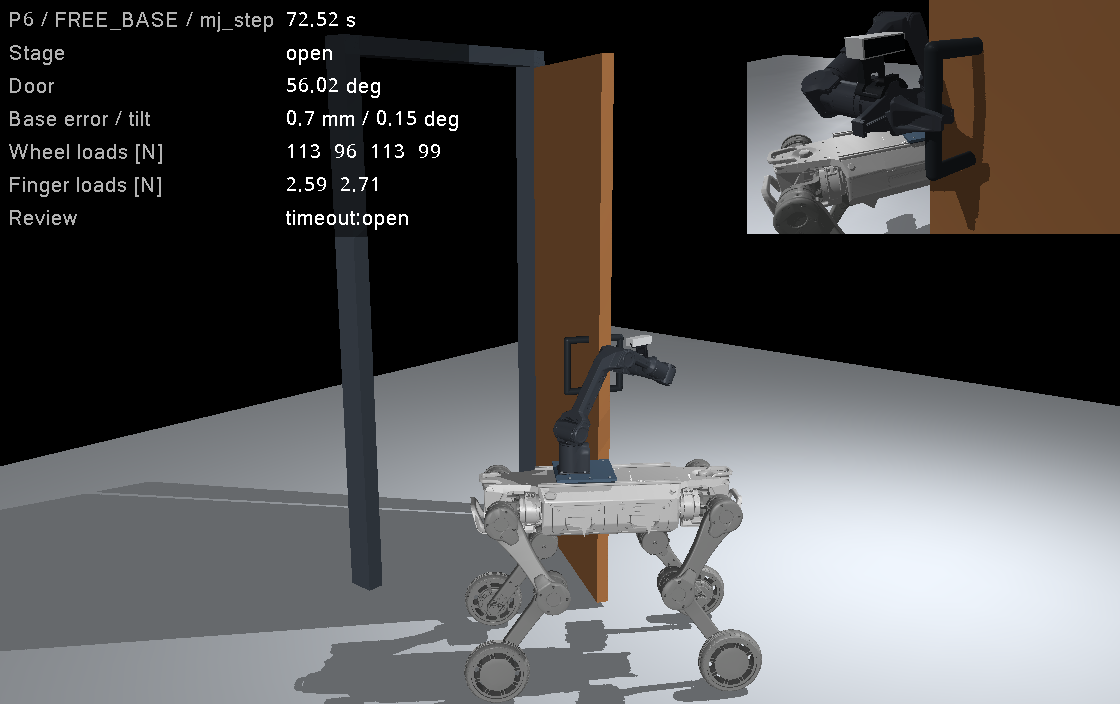 P6 / FREE_BASE / mj_step 72.52 s
Stage open
Door 56.02 deg
Base error / tilt 0.7 mm / 0.15 deg
Wheel loads [N] 113 96 113 99
Finger loads [N] 2.59 2.71
Review timeout:open